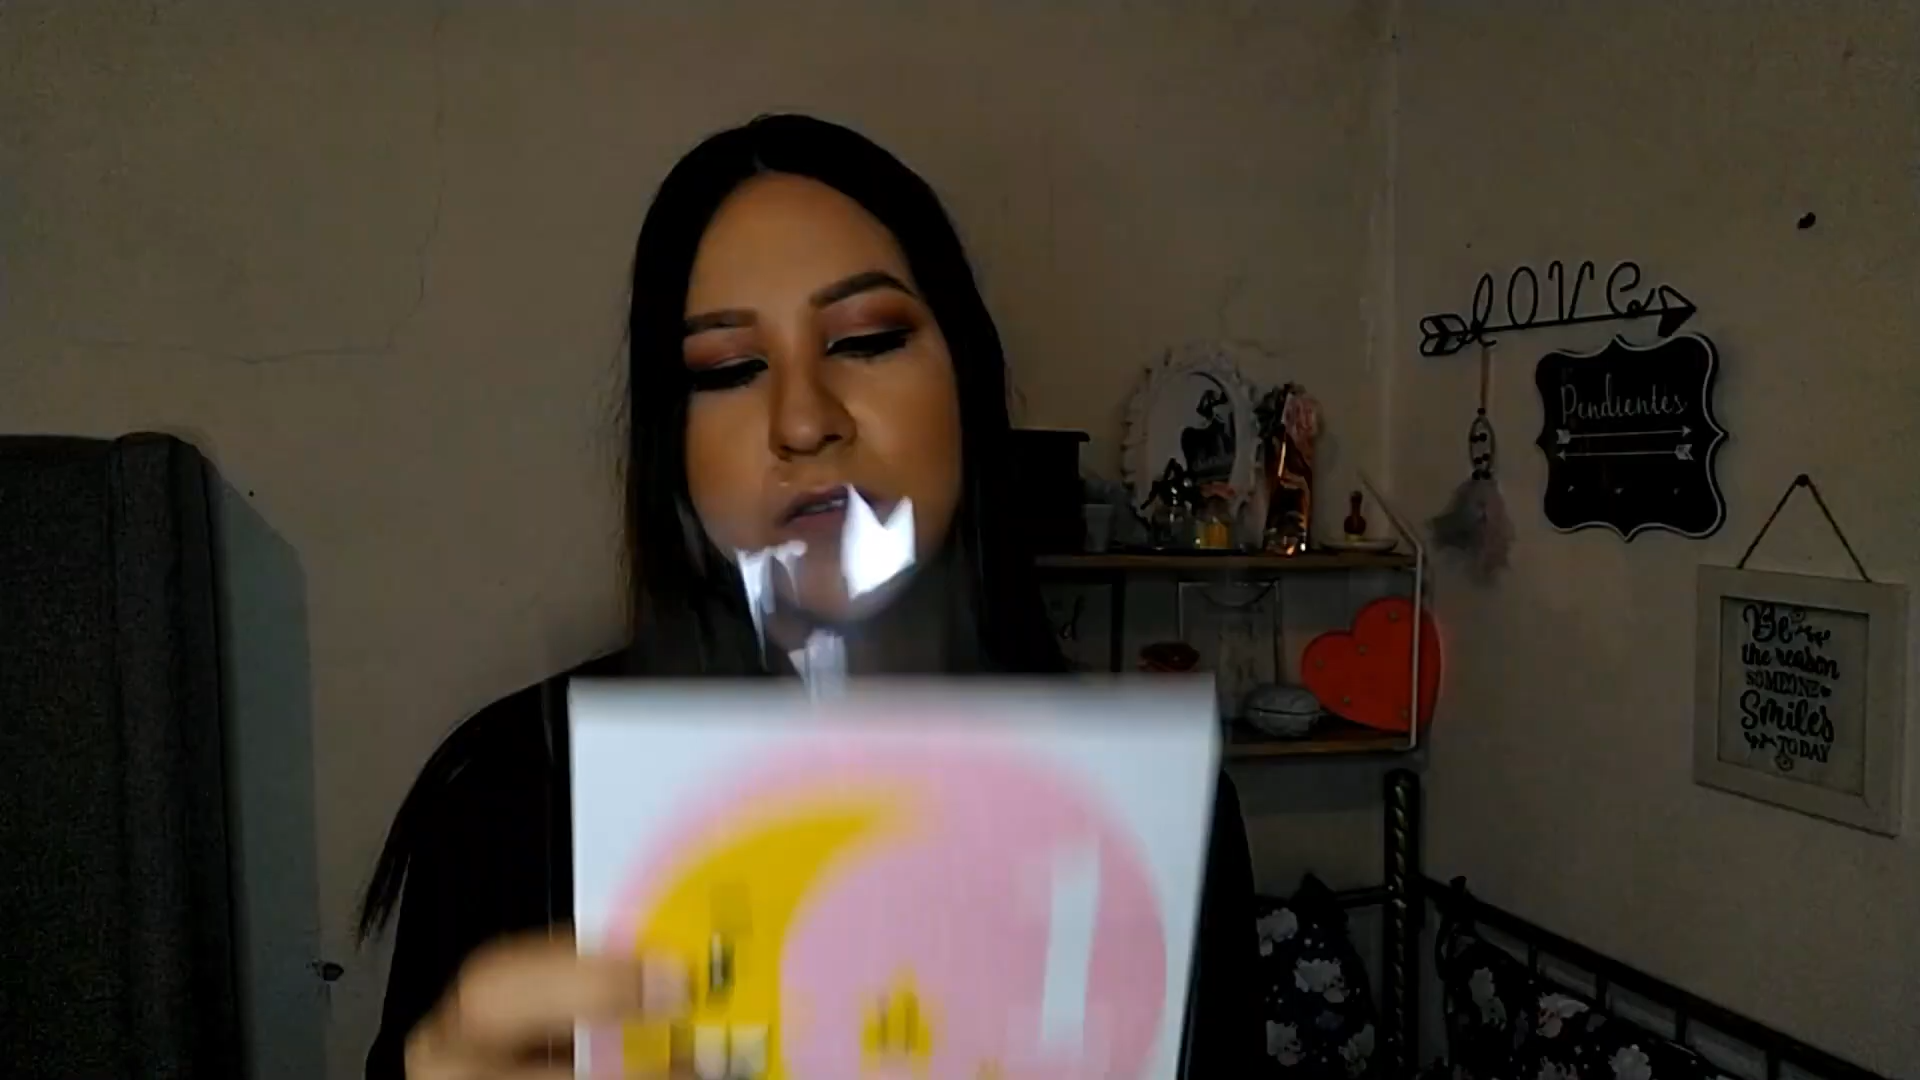 love
Pendientes
Be
the reason
SOMEONE
Smiles
TODAY